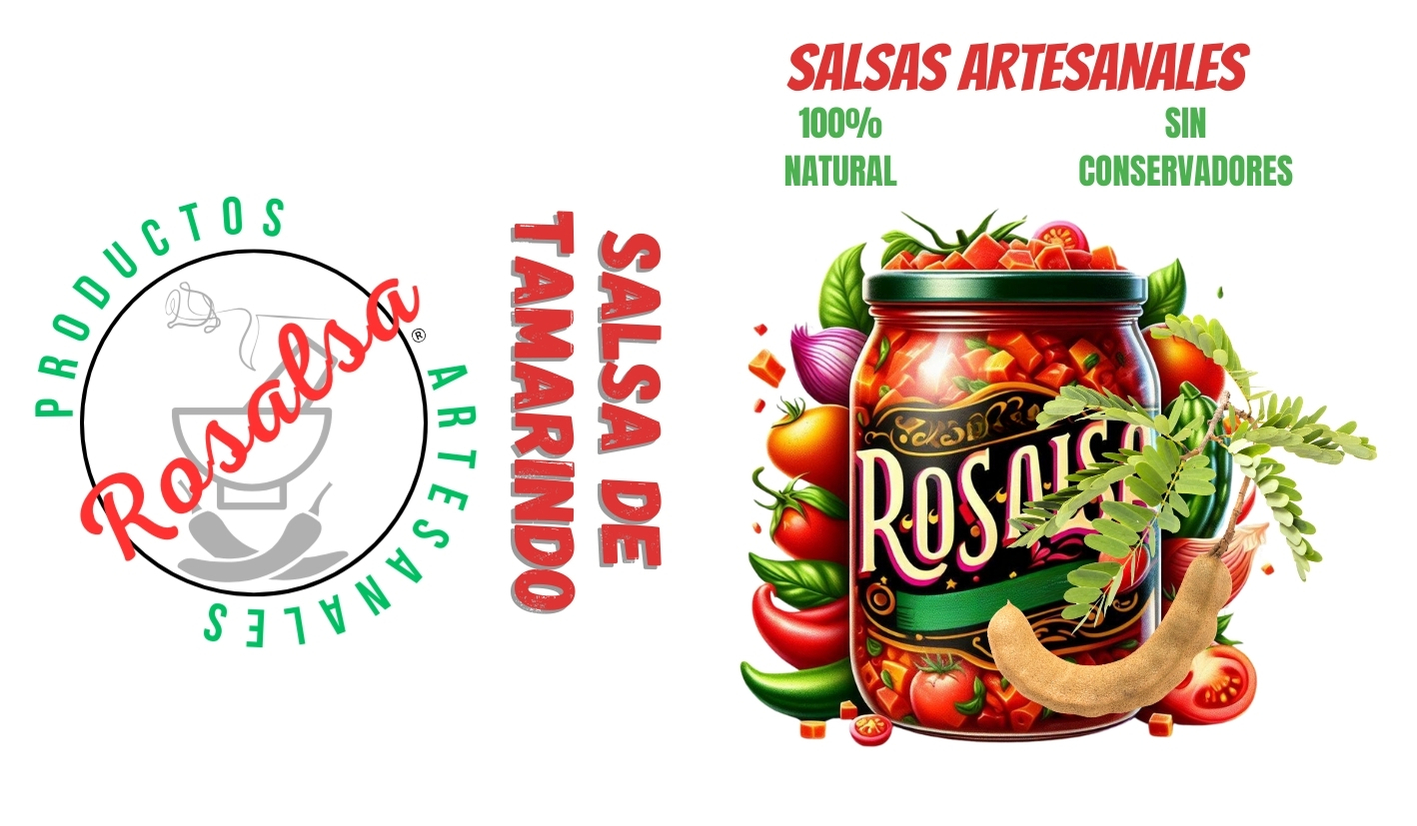 PRODUCTOS
ARTESANALES
Rosalsa
®
SALSA DE
TAMARINDO
SALSAS ARTESANALES
100%
NATURAL
SIN
CONSERVADORES
ROSALSA